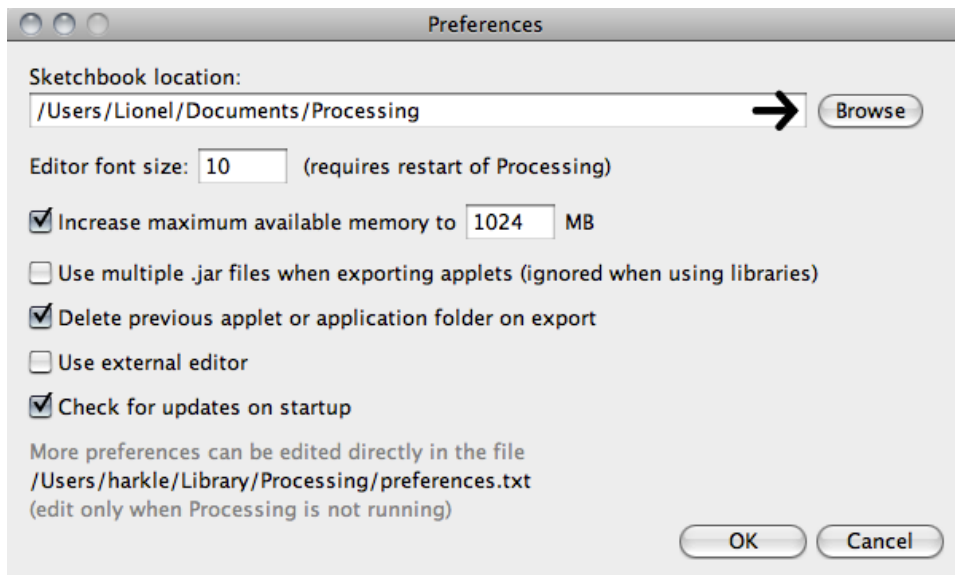 Preferences
Sketchbook location:
/Users/Lionel/Documents/Processing
Browse
Editor font size: 10 (requires restart of Processing)
Increase maximum available memory to 1024 MB
Use multiple .jar files when exporting applets (ignored when using libraries)
Delete previous applet or application folder on export
Use external editor
Check for updates on startup
More preferences can be edited directly in the file
/Users/harkle/Library/Processing/preferences.txt
(edit only when Processing is not running)
OK Cancel